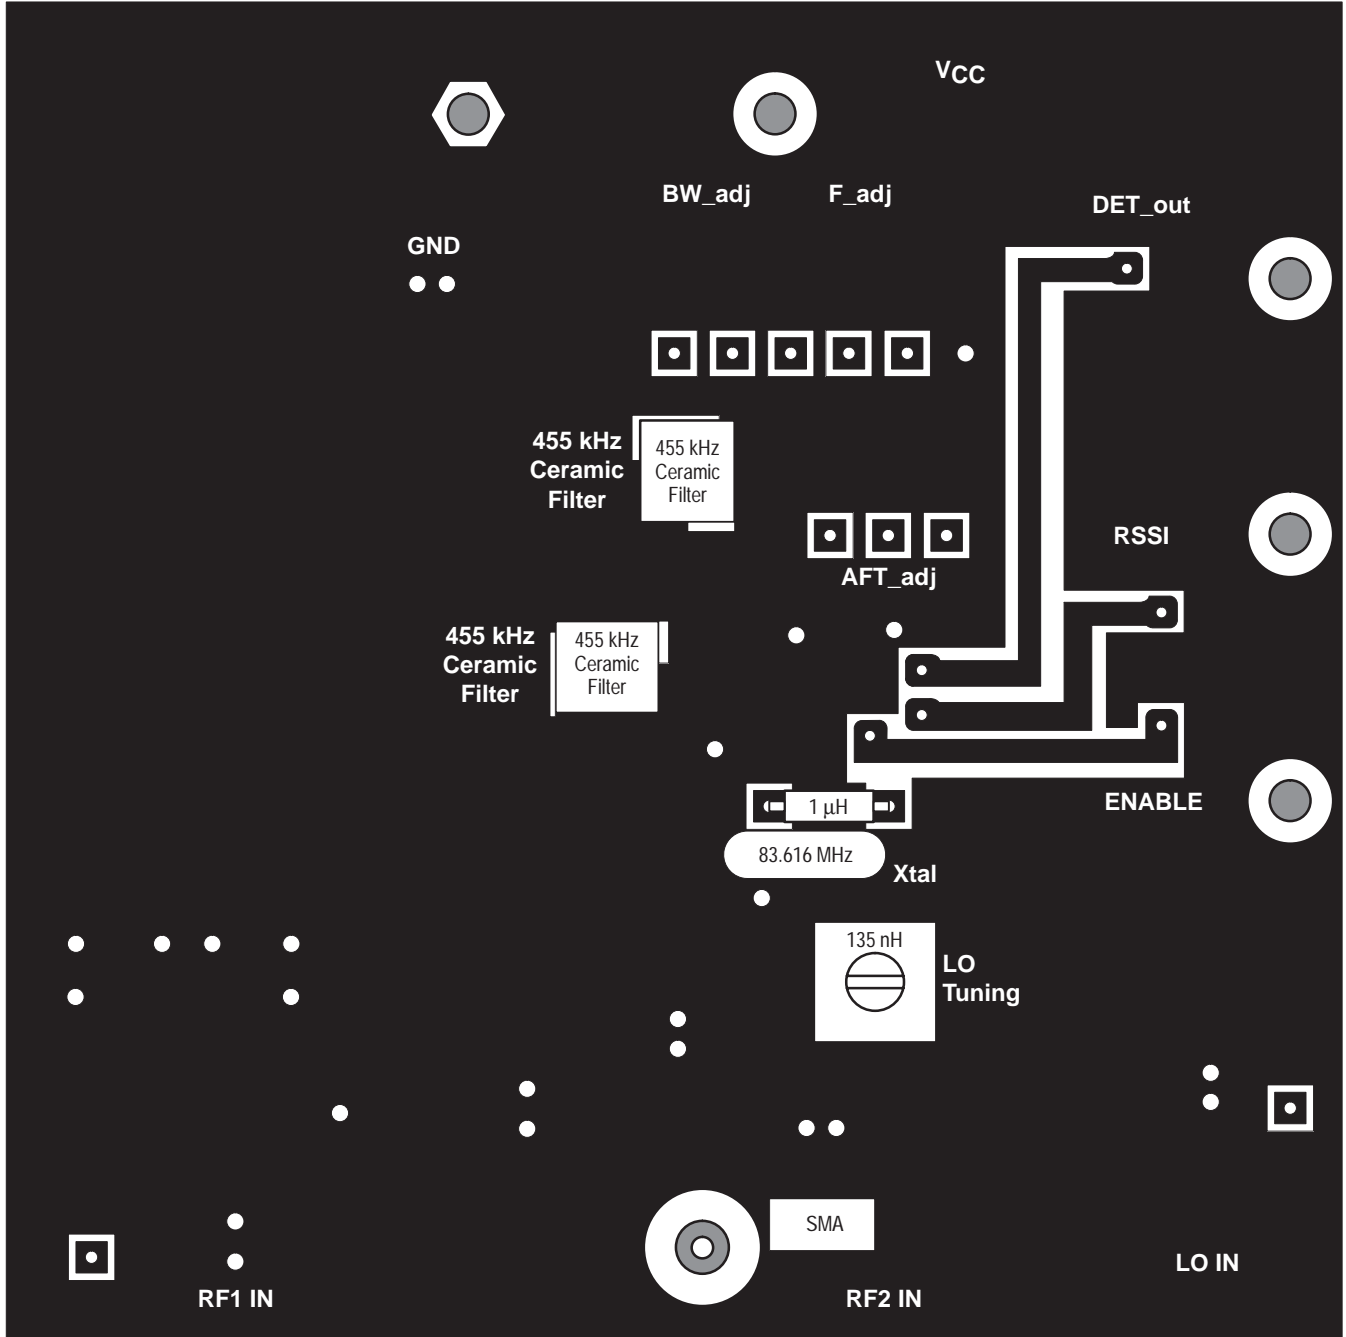 VCC
BW_adj
F_adj
DET_out
GND
455 kHz
Ceramic
Filter
455 kHz
Ceramic
Filter
RSSI
AFT_adj
455 kHz
Ceramic
Filter
455 kHz
Ceramic
Filter
ENABLE
1 μH
83.616 MHz
Xtal
135 nH
LO
Tuning
SMA
LO IN
RF1 IN
RF2 IN